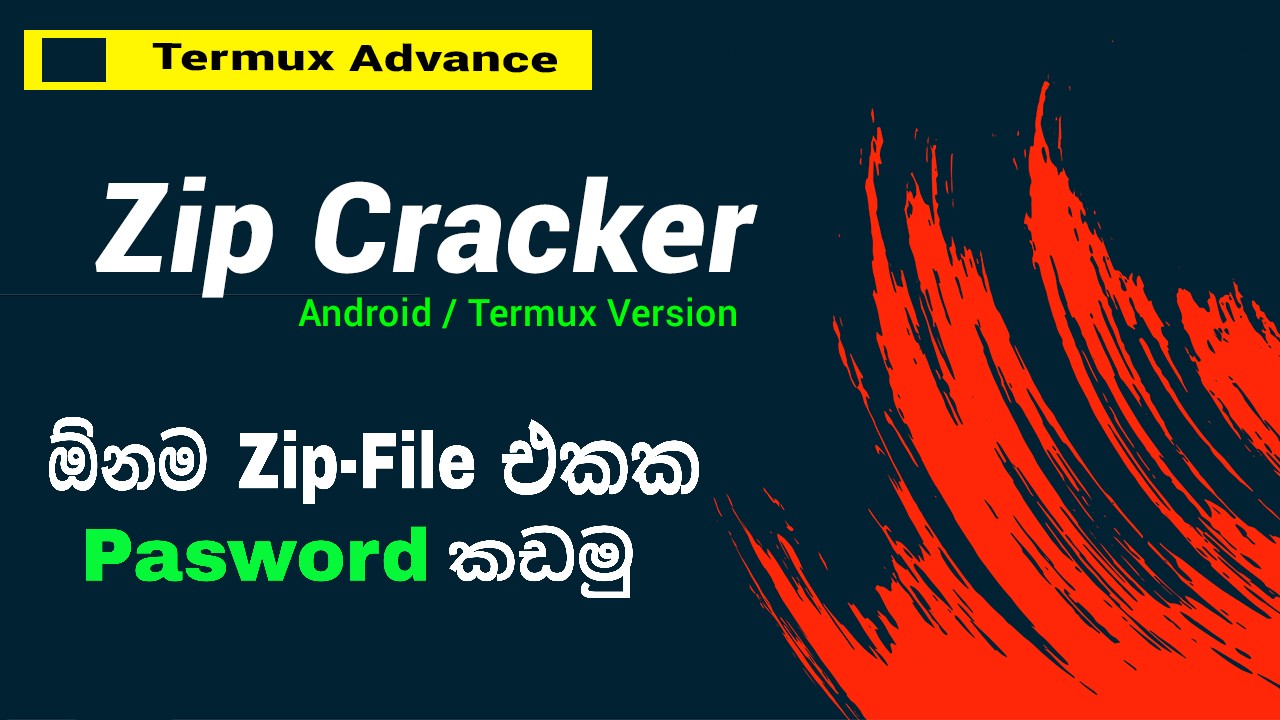 Termux Advance
Zip Cracker
Android / Termux Version
ඕනම Zip-File එකක
Pasword කඩමු